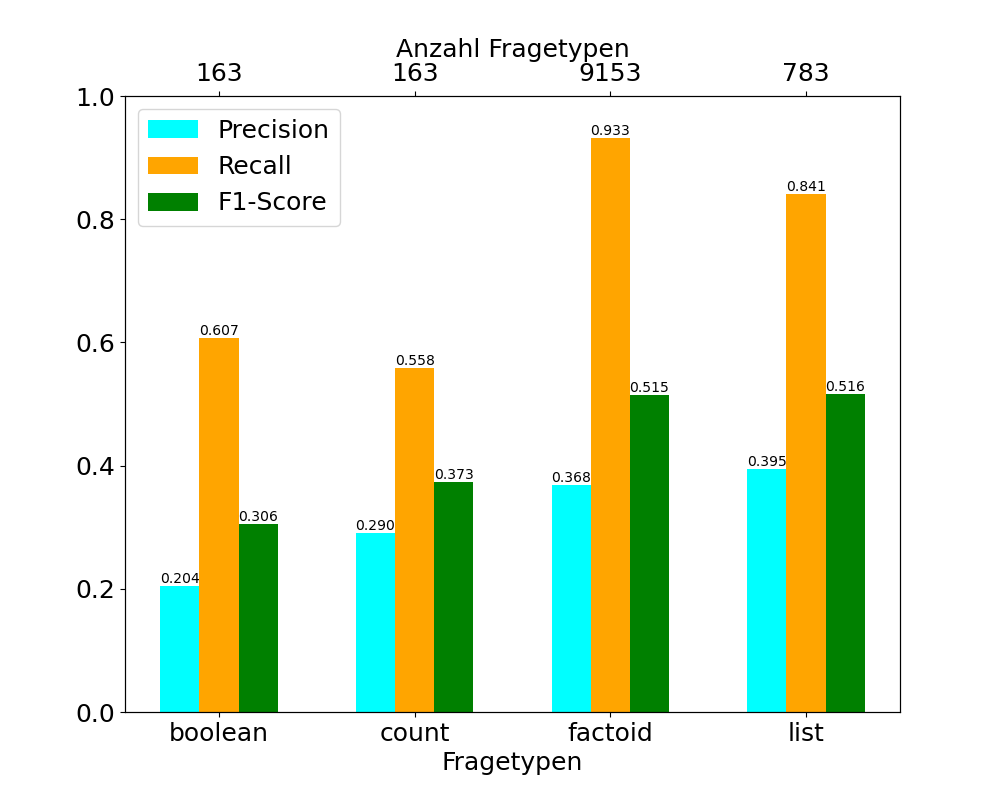 Anzahl Fragetypen
163 163 9153 783
1.0
0.8
0.6
0.4
0.2
0.0
Precision
Recall
F1-Score
0.204
0.607
0.306
0.290
0.558
0.373
0.368
0.933
0.515
0.395
0.841
0.516
boolean count factoid list
Fragetypen